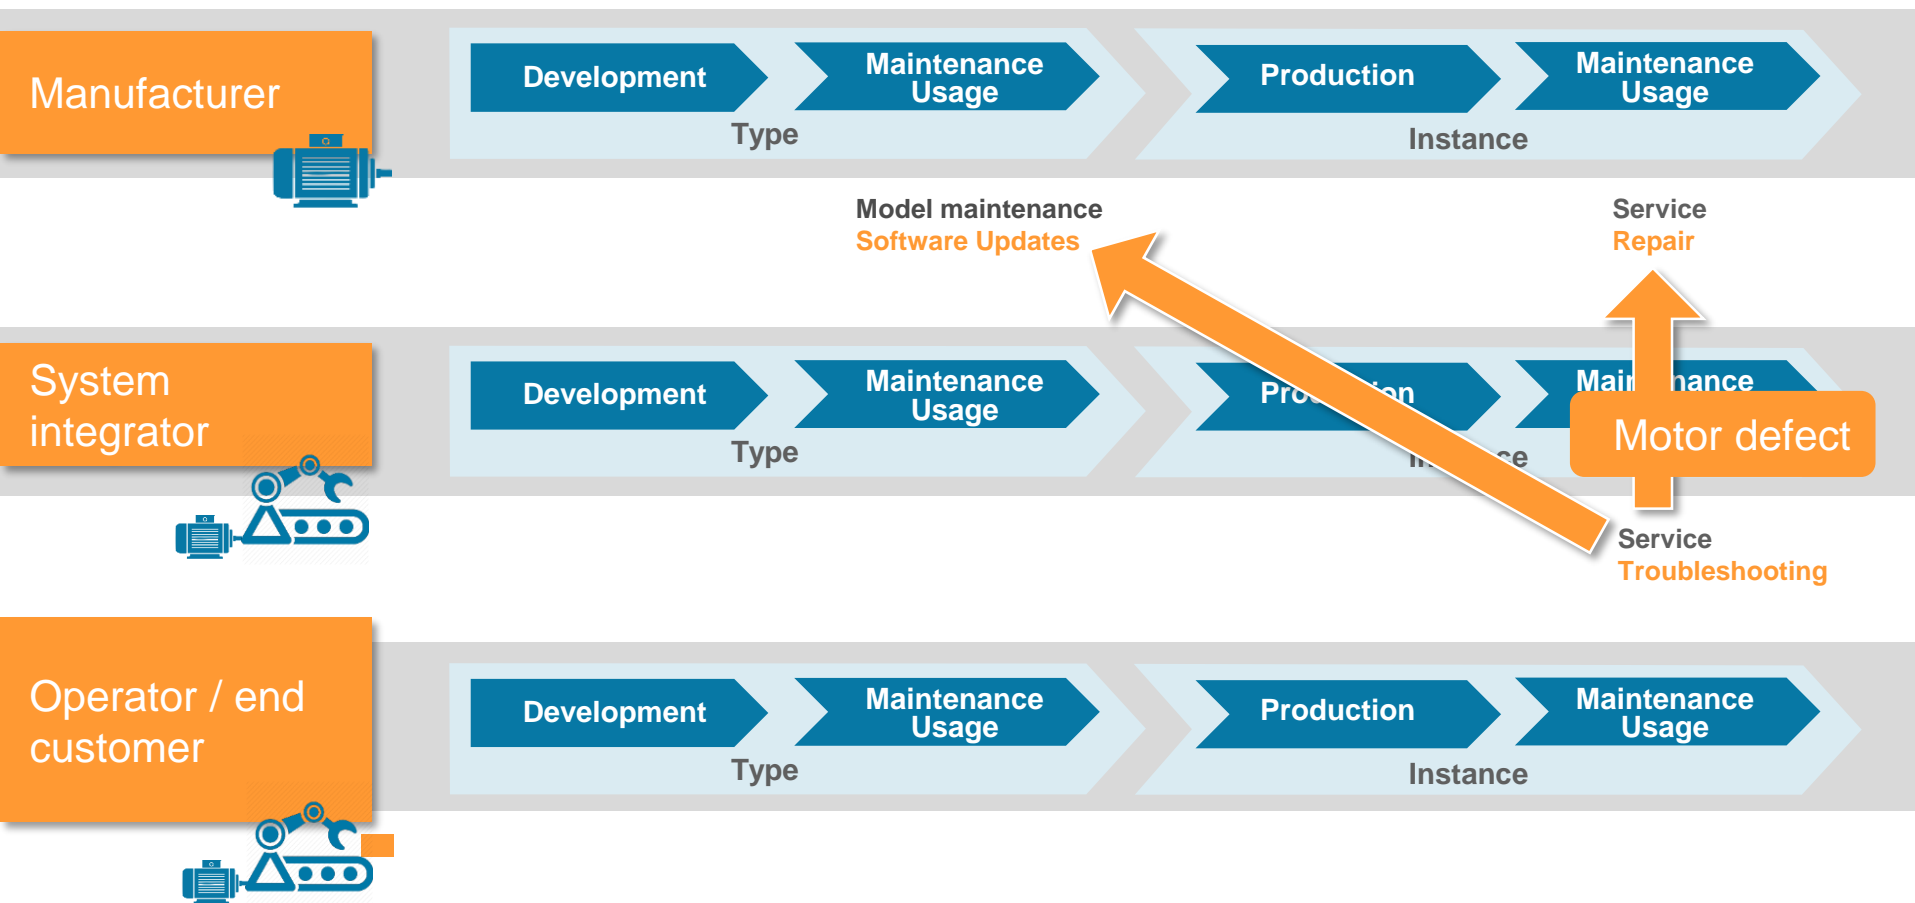 Manufacturer
Development
Maintenance
Usage
Type
Production
Maintenance
Usage
Instance
Model maintenance
Software Updates
Service
Repair
System
integrator
Development
Maintenance
Usage
Type
Motor defect
Service
Troubleshooting
Operator / end
customer
Development
Maintenance
Usage
Type
Production
Maintenance
Usage
Instance